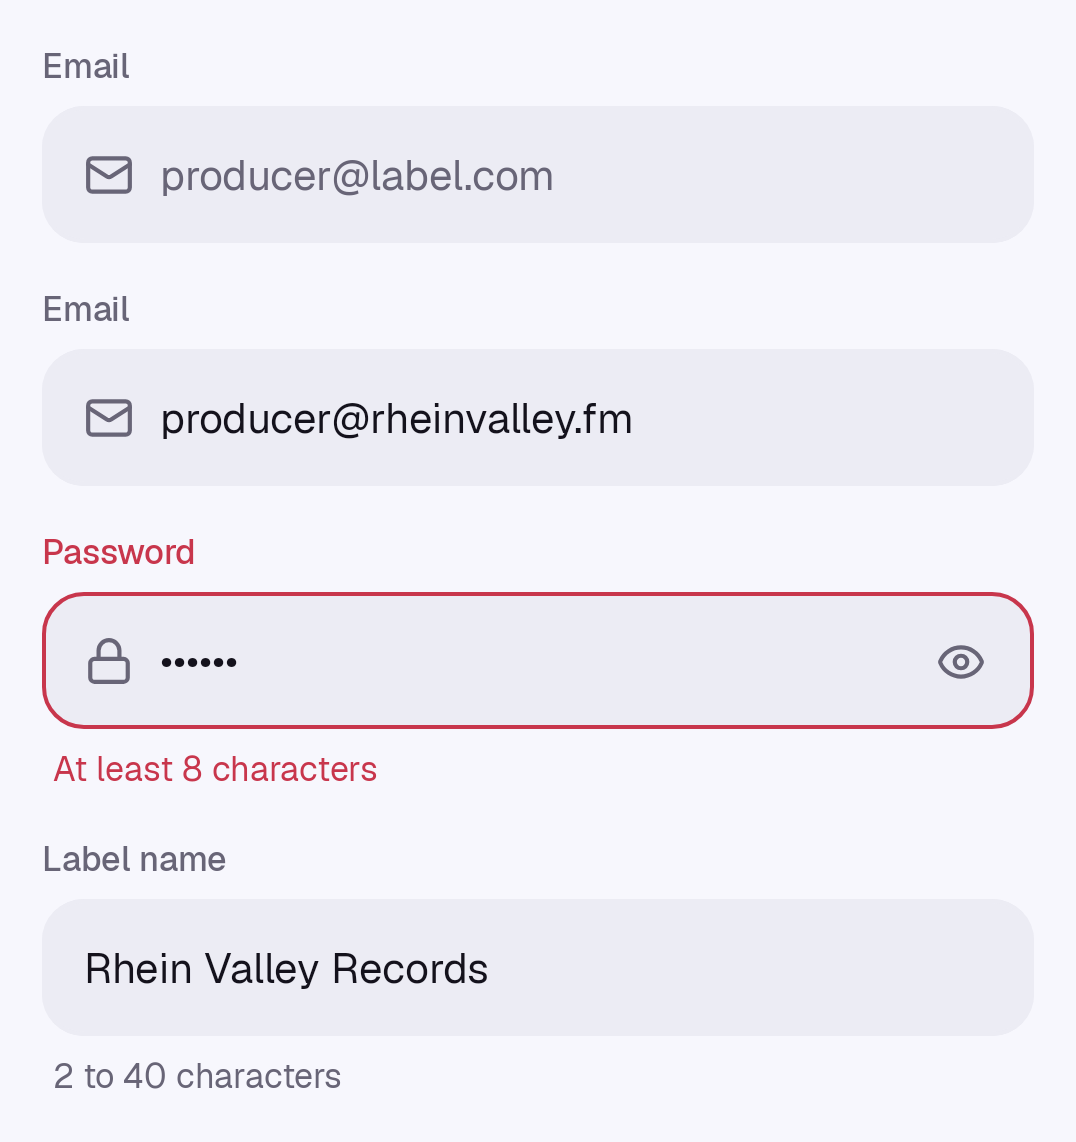 Email
producer@label.com
Email
producer@rheinvalley.fm
Password
••••••
At least 8 characters
Label name
Rhein Valley Records
2 to 40 characters